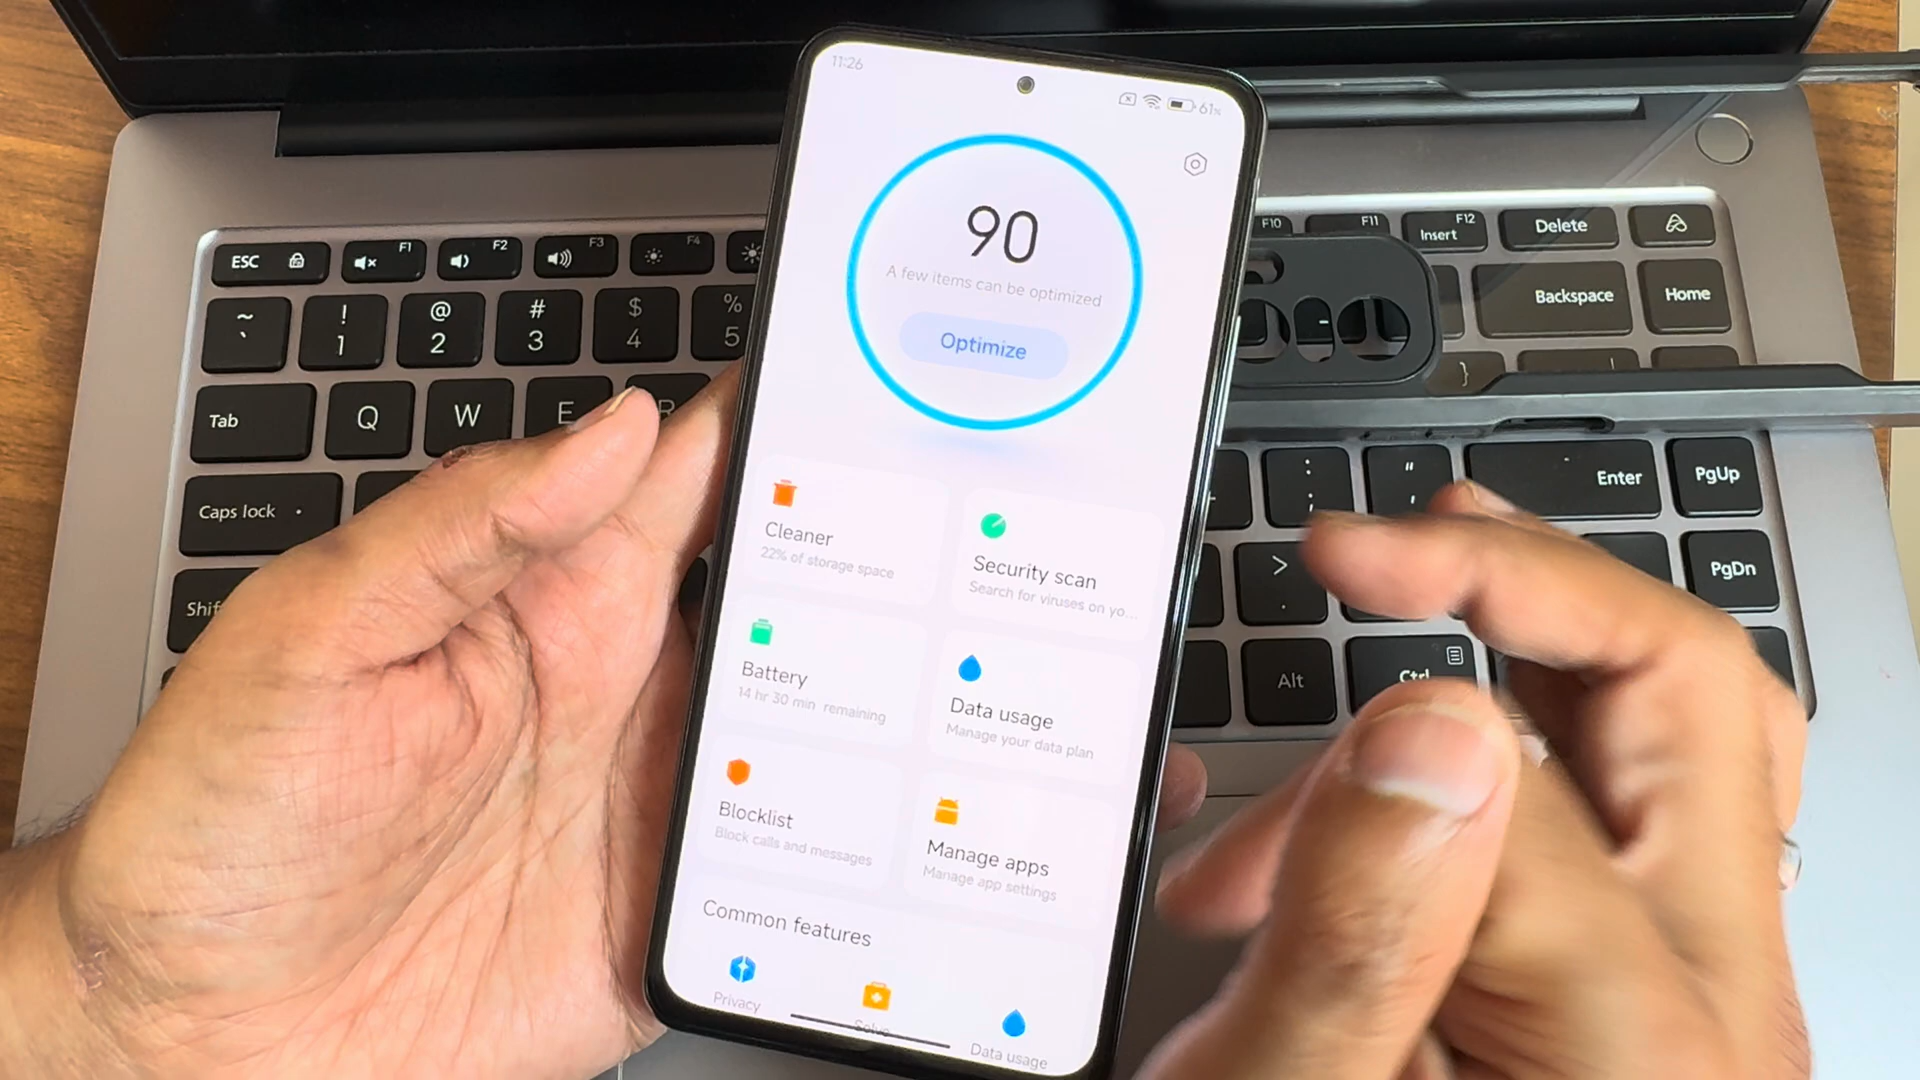 11:26
61%
90
A few items can be optimized
Optimize
Cleaner
22% of storage space
Security scan
Search for viruses on yo...
Battery
14 hr 30 min remaining
Data usage
Manage your data plan
Blocklist
Block calls and messages
Manage apps
Manage app settings
Common features
Privacy
Data usage
ESC
F1
F2
F3
F4
F10
F11
Insert F12
Delete
~ `
! 1
@ 2
# 3
$ 4
% 5
Backspace
Home
Tab
Q
W
E
R
}
Caps lock
: ;
" '
Enter
PgUp
Shif
> .
PgDn
Alt
Ctrl